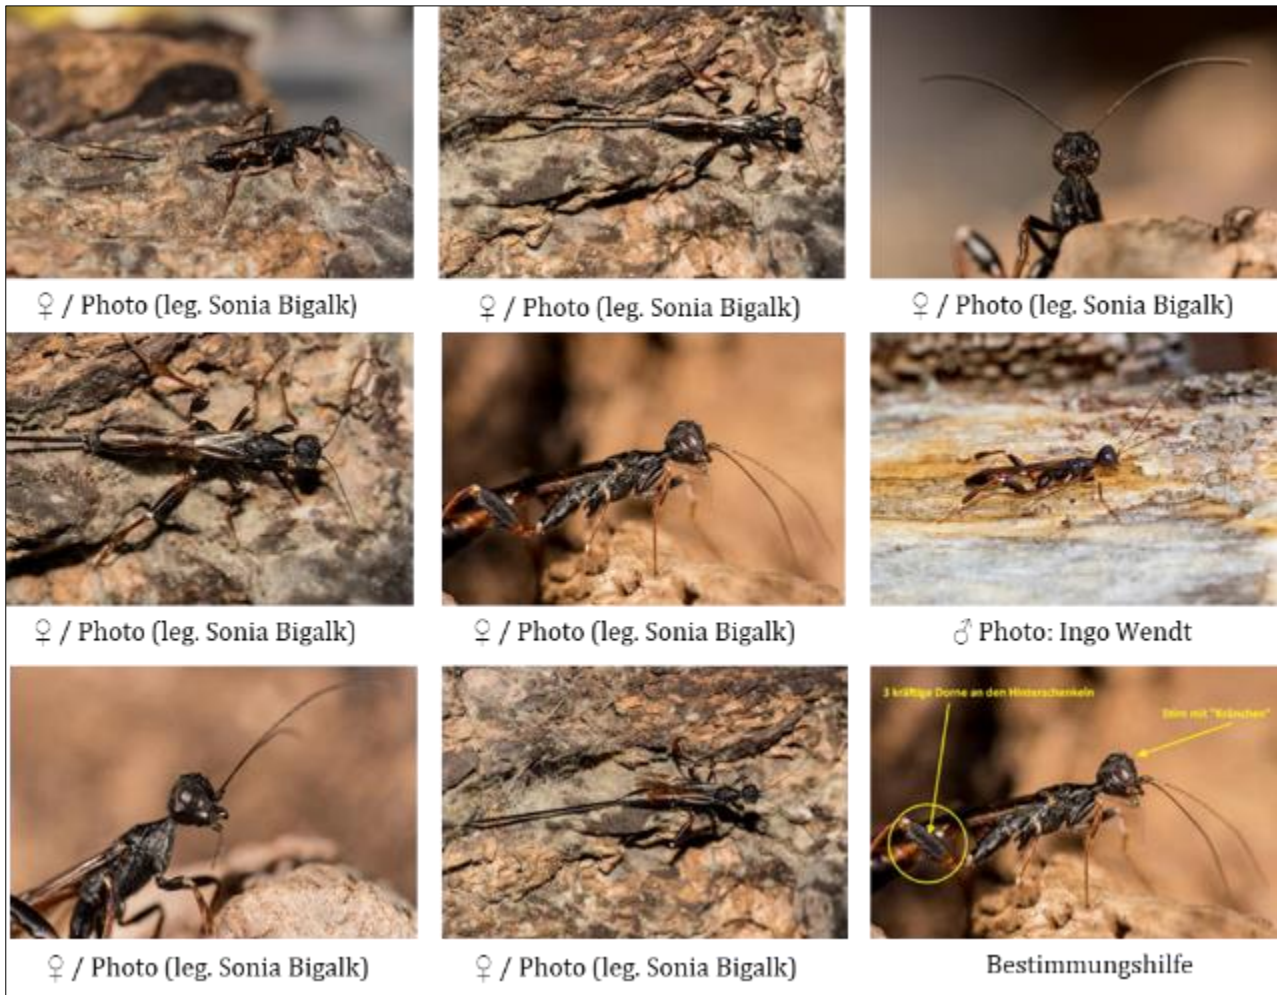 ♀ / Photo (leg. Sonia Bigalk)
♀ / Photo (leg. Sonia Bigalk)
♀ / Photo (leg. Sonia Bigalk)
♀ / Photo (leg. Sonia Bigalk)
♀ / Photo (leg. Sonia Bigalk)
♂ Photo: Ingo Wendt
3 kräftige Dorne an den Hinterschenkeln
Stirn mit "Krönchen"
♀ / Photo (leg. Sonia Bigalk)
♀ / Photo (leg. Sonia Bigalk)
Bestimmungshilfe